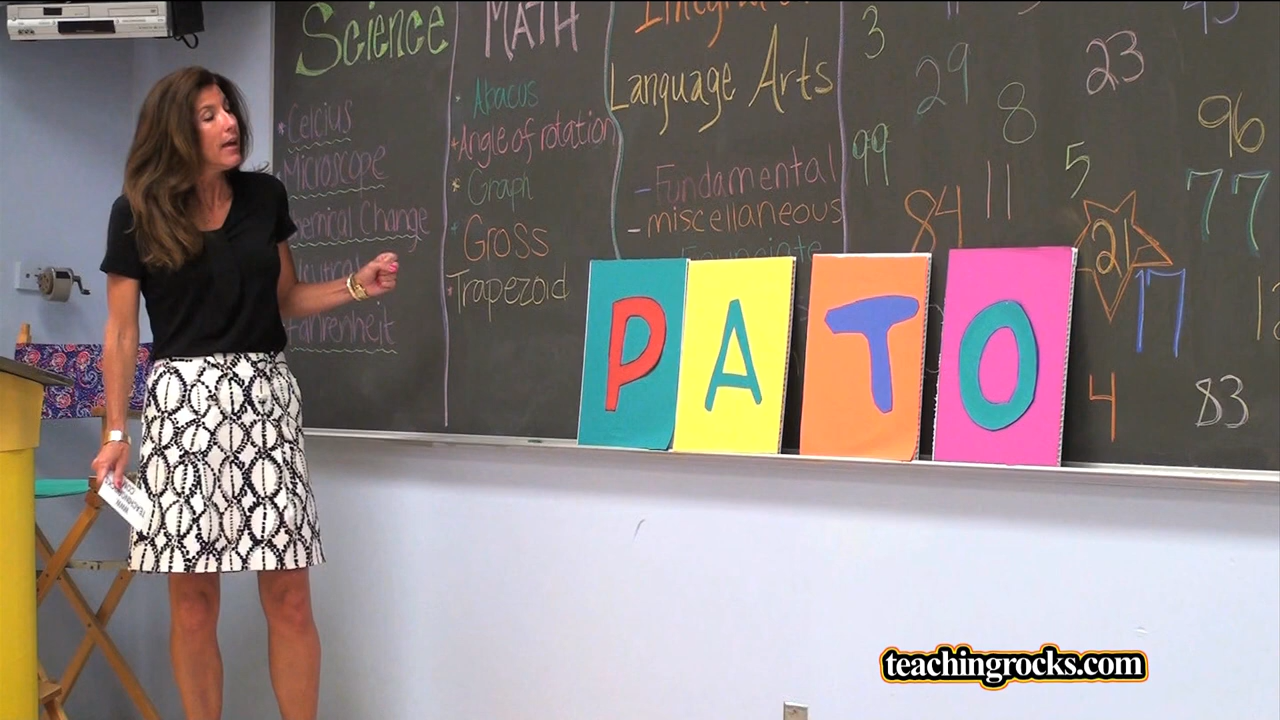 Science
*Celcius
*Microscope
Chemical Change
Neutral
Fahrenheit
MATH
*Abacus
*Angle of rotation
*Graph
*Gross
*Trapezoid
Language Arts
-Fundamental
-miscellaneous
3
29
8
23
96
99
11
5
77
84
21
17
4
83
PATO
teachingrocks.com